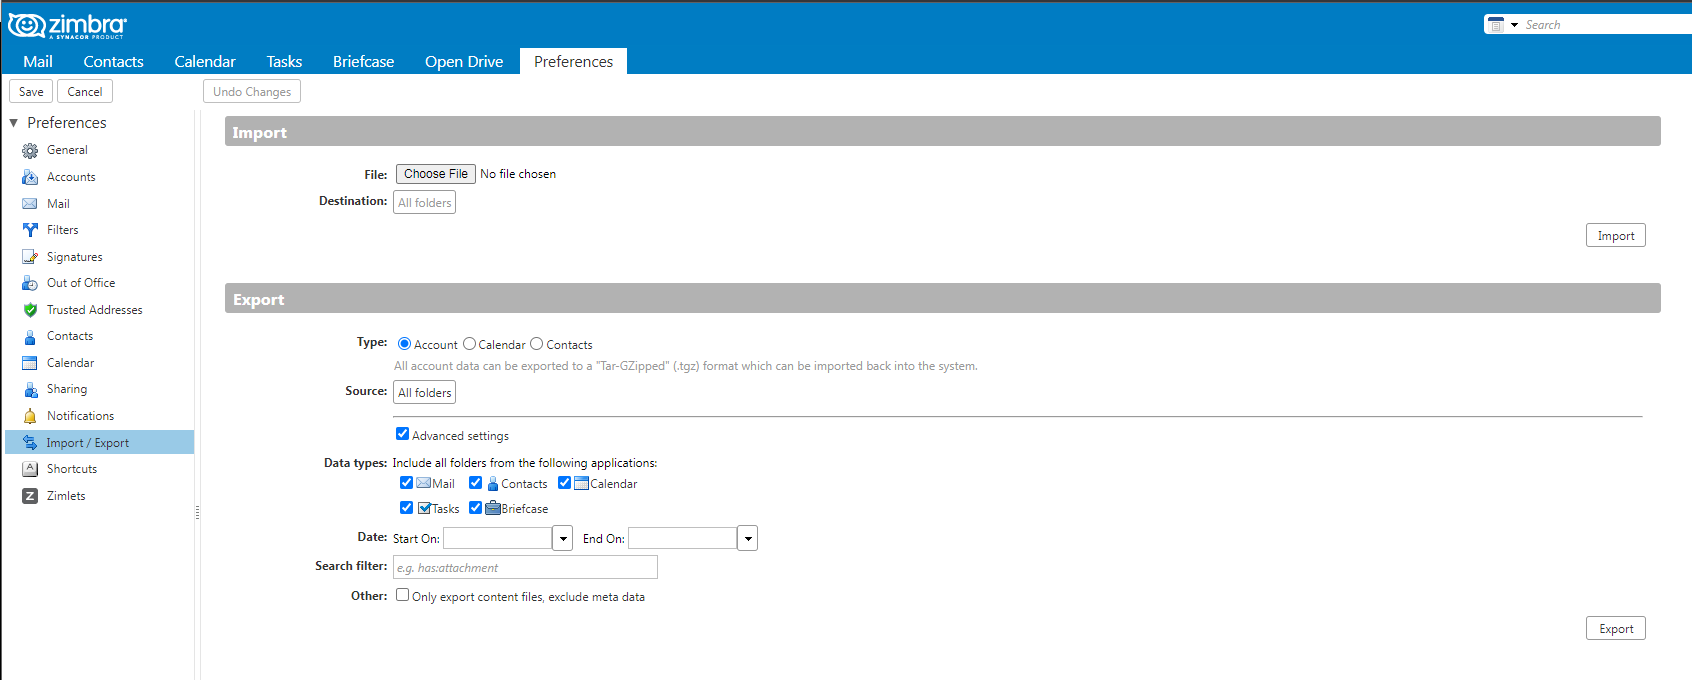 zimbra
A SYNACOR PRODUCT
Search
Mail Contacts Calendar Tasks Briefcase Open Drive Preferences
Save Cancel Undo Changes
Preferences
General
Accounts
Mail
Filters
Signatures
Out of Office
Trusted Addresses
Contacts
Calendar
Sharing
Notifications
Import / Export
Shortcuts
Zimlets
Import
File: Choose File No file chosen
Destination: All folders
Import
Export
Type: Account Calendar Contacts
All account data can be exported to a "Tar-GZipped" (.tgz) format which can be imported back into the system.
Source: All folders
Advanced settings
Data types: Include all folders from the following applications:
Mail Contacts Calendar
Tasks Briefcase
Date: Start On: End On:
Search filter: e.g. has:attachment
Other: Only export content files, exclude meta data
Export